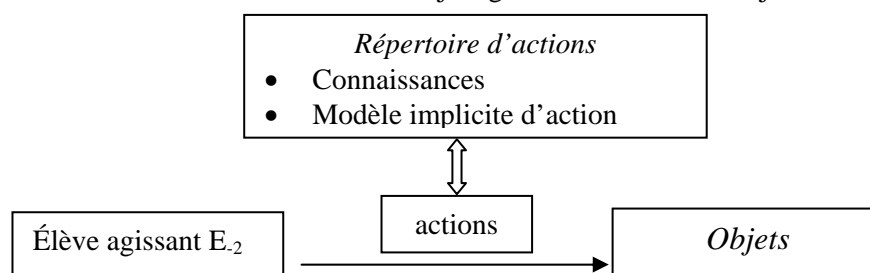 Répertoire d'actions
• Connaissances
• Modèle implicite d'action
actions
Élève agissant E-2
Objets